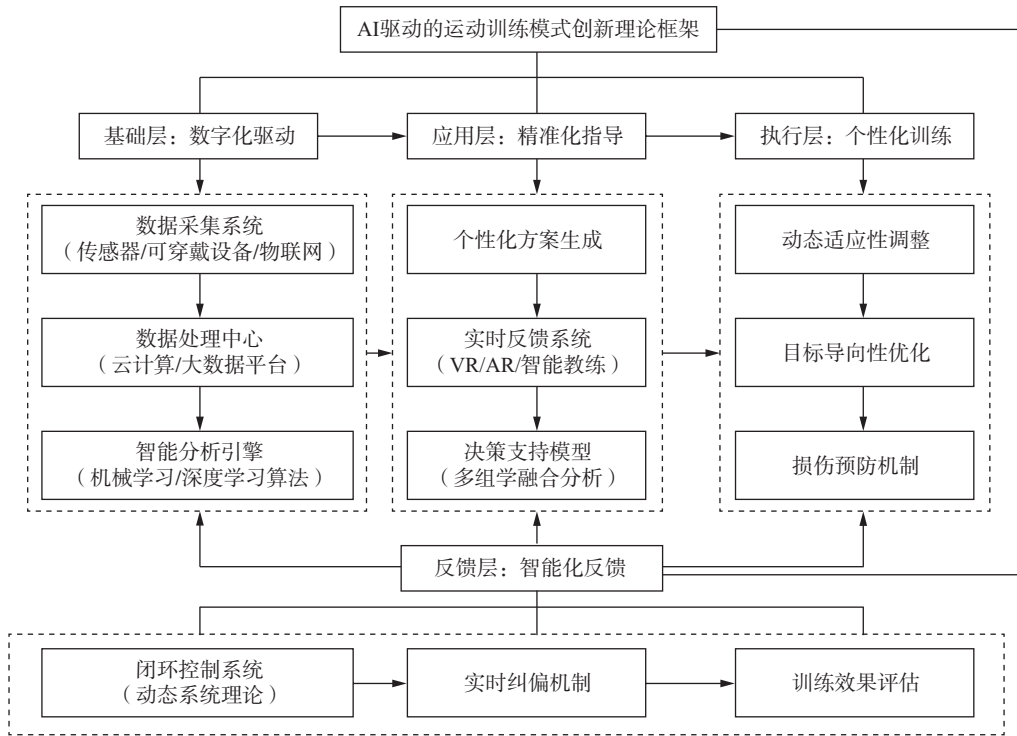 AI驱动的运动训练模式创新理论框架
基础层：数字化驱动
应用层：精准化指导
执行层：个性化训练
数据采集系统
（传感器/可穿戴设备/物联网）
个性化方案生成
动态适应性调整
数据处理中心
（云计算/大数据平台）
实时反馈系统
（VR/AR/智能教练）
目标导向性优化
智能分析引擎
（机械学习/深度学习算法）
决策支持模型
（多组学融合分析）
损伤预防机制
反馈层：智能化反馈
闭环控制系统
（动态系统理论）
实时纠偏机制
训练效果评估